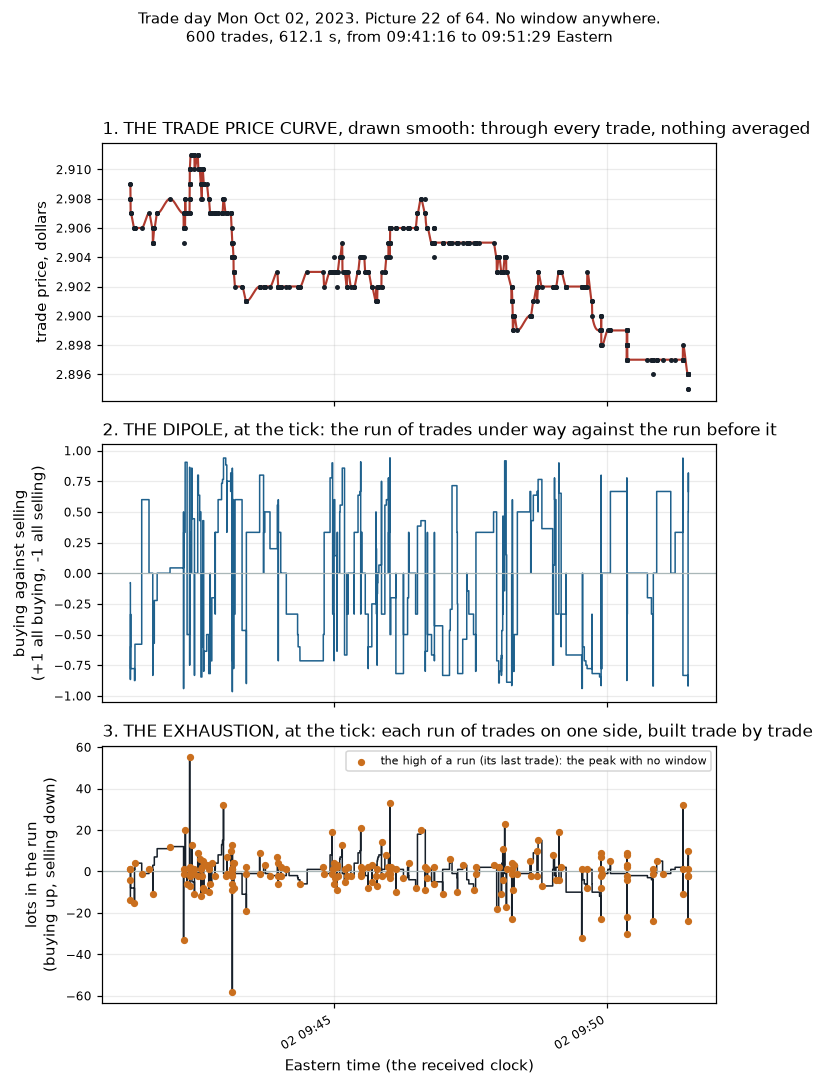 Trade day Mon Oct 02, 2023. Picture 22 of 64. No window anywhere.
600 trades, 612.1 s, from 09:41:16 to 09:51:29 Eastern
1. THE TRADE PRICE CURVE, drawn smooth: through every trade, nothing averaged
trade price, dollars
2.910
2.908
2.906
2.904
2.902
2.900
2.898
2.896
2. THE DIPOLE, at the tick: the run of trades under way against the run before it
buying against selling
(+1 all buying, -1 all selling)
1.00
0.75
0.50
0.25
0.00
−0.25
−0.50
−0.75
−1.00
3. THE EXHAUSTION, at the tick: each run of trades on one side, built trade by trade
lots in the run
(buying up, selling down)
60
40
20
0
−20
−40
−60
the high of a run (its last trade): the peak with no window
02 09:45
02 09:50
Eastern time (the received clock)